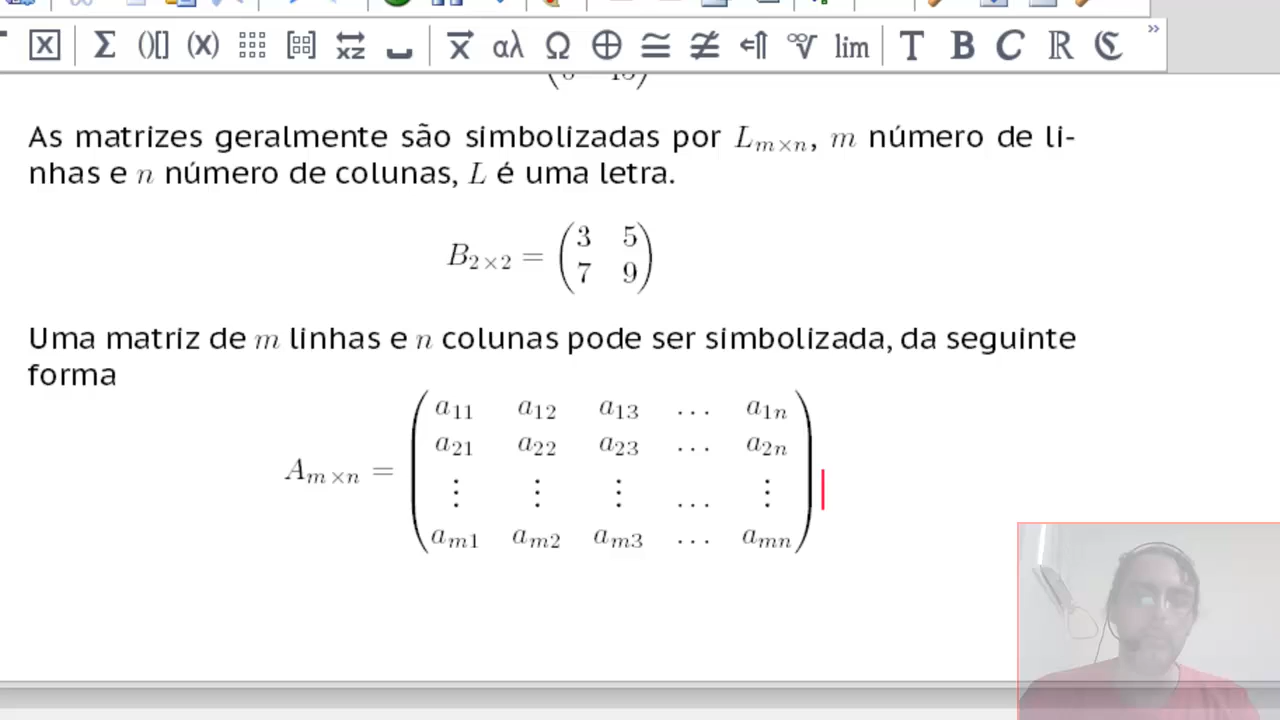 X Σ ()[] (x) xz x αλ Ω ⊕ ≅ ≇ ⇐⇑ ∜ lim T B C ℝ ℭ »
As matrizes geralmente são simbolizadas por L_{m×n}, m número de li-
nhas e n número de colunas, L é uma letra.
B_{2×2} = ( 3 5
7 9 )
Uma matriz de m linhas e n colunas pode ser simbolizada, da seguinte
forma
a_{11} a_{12} a_{13} ... a_{1n}
a_{21} a_{22} a_{23} ... a_{2n}
A_{m×n} = ⋮ ⋮ ⋮ ... ⋮
a_{m1} a_{m2} a_{m3} ... a_{mn}